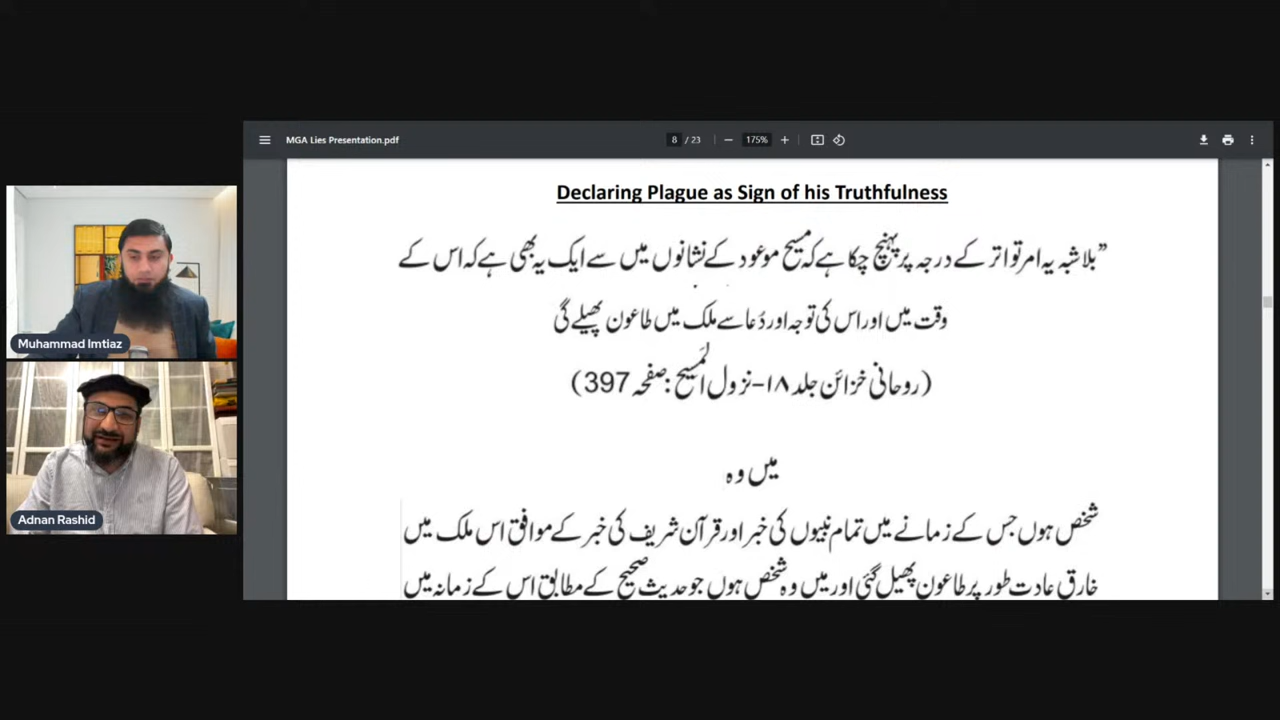 MGA Lies Presentation.pdf
8 / 23
175%
Declaring Plague as Sign of his Truthfulness
”بلاشبہ یہ امر تواتر کے درجہ پر پہنچ چکا ہے کہ مسیح موعود کے نشانوں میں سے ایک یہ بھی ہے کہ اس کے
وقت میں اور اس کی توجہ اور دُعا سے ملک میں طاعون پھیلے گی
(روحانی خزائن جلد ۱۸-نزول المَسیح: صفحہ 397)
میں وہ
شخص ہوں جس کے زمانے میں تمام نبیوں کی خبر اور قرآن شریف کی خبر کے موافق اس ملک میں
خارق عادت طور پر طاعون پھیل گئی اور میں وہ شخص ہوں جو حدیث صحیح کے مطابق اس کے زمانہ میں
Muhammad Imtiaz
Adnan Rashid